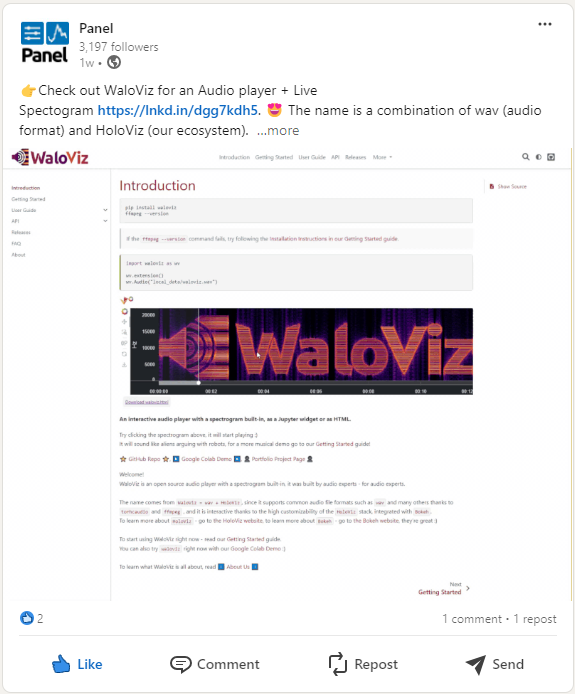 Panel
Panel
3,197 followers
1w •
👉Check out WaloViz for an Audio player + Live
Spectogram https://lnkd.in/dgg7kdh5. 😍 The name is a combination of wav (audio
format) and HoloViz (our ecosystem). ...more
WaloViz
Introduction Getting Started User Guide API Releases More
Introduction
Getting Started
User Guide
API
Releases
FAQ
About
Introduction
Show Source
pip install waloviz
ffmpeg --version
If the ffmpeg --version command fails, try following the Installation Instructions in our Getting Started guide.
import waloviz as wv
wv.extension()
wv.Audio("local_data/waloviz.wav")
20000
15000
10000
5000
0
Hz
WaloViz
00:00:00 00:02 00:04 00:06 00:08 00:10 00:12
Download waloviz.html
An interactive audio player with a spectrogram built-in, as a Jupyter widget or as HTML.
Try clicking the spectrogram above, it will start playing :)
It will sound like aliens arguing with robots, for a more musical demo go to our Getting Started guide!
GitHub Repo Google Colab Demo Portfolio Project Page
Welcome!
WaloViz is an open source audio player with a spectrogram built-in, it was built by audio experts - for audio experts.
The name comes from WaloViz = wav + HoloViz, since it supports common audio file formats such as wav and many others thanks to
torchaudio and ffmpeg, and it is interactive thanks to the high customizability of the HoloViz stack, integrated with Bokeh.
To learn more about HoloViz - go to the HoloViz website, to learn more about Bokeh - go to the Bokeh website, they're great :)
To start using WaloViz right now - read our Getting Started guide.
You can also try waloviz right now with our Google Colab Demo :)
To learn what WaloViz is all about, read About Us
Next
Getting Started
2
1 comment • 1 repost
Like Comment Repost Send